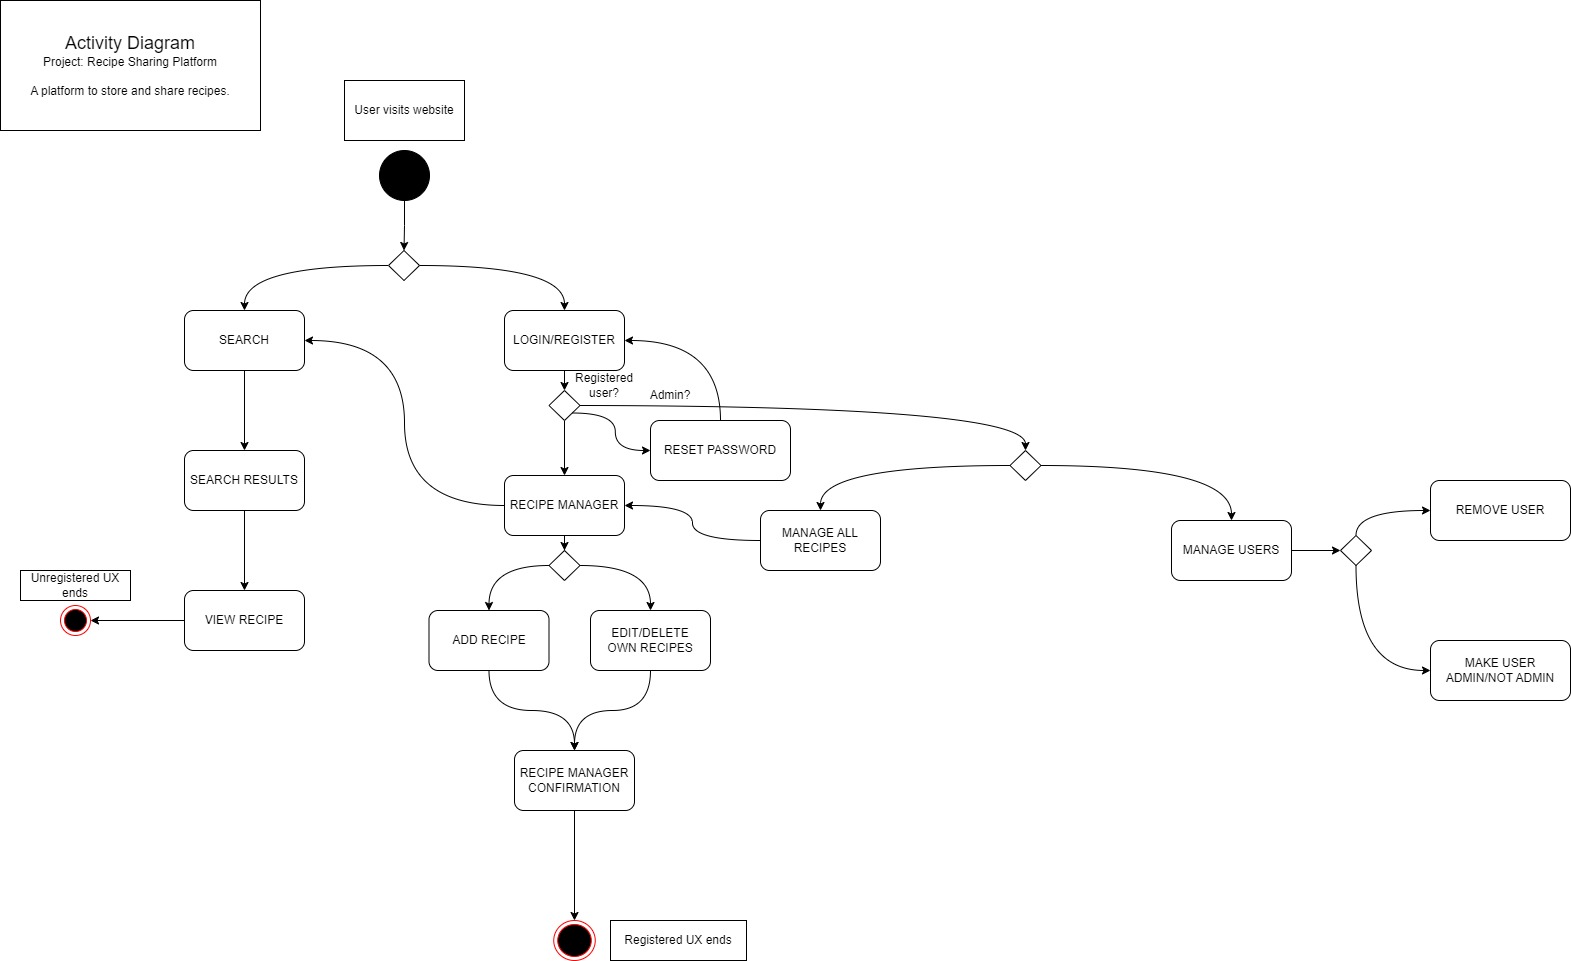 Activity Diagram
Project: Recipe Sharing Platform
A platform to store and share recipes.
User visits website
SEARCH
LOGIN/REGISTER
Registered
user?
Admin?
RESET PASSWORD
SEARCH RESULTS
RECIPE MANAGER
MANAGE ALL
RECIPES
MANAGE USERS
REMOVE USER
Unregistered UX
ends
VIEW RECIPE
ADD RECIPE
EDIT/DELETE
OWN RECIPES
MAKE USER
ADMIN/NOT ADMIN
RECIPE MANAGER
CONFIRMATION
Registered UX ends